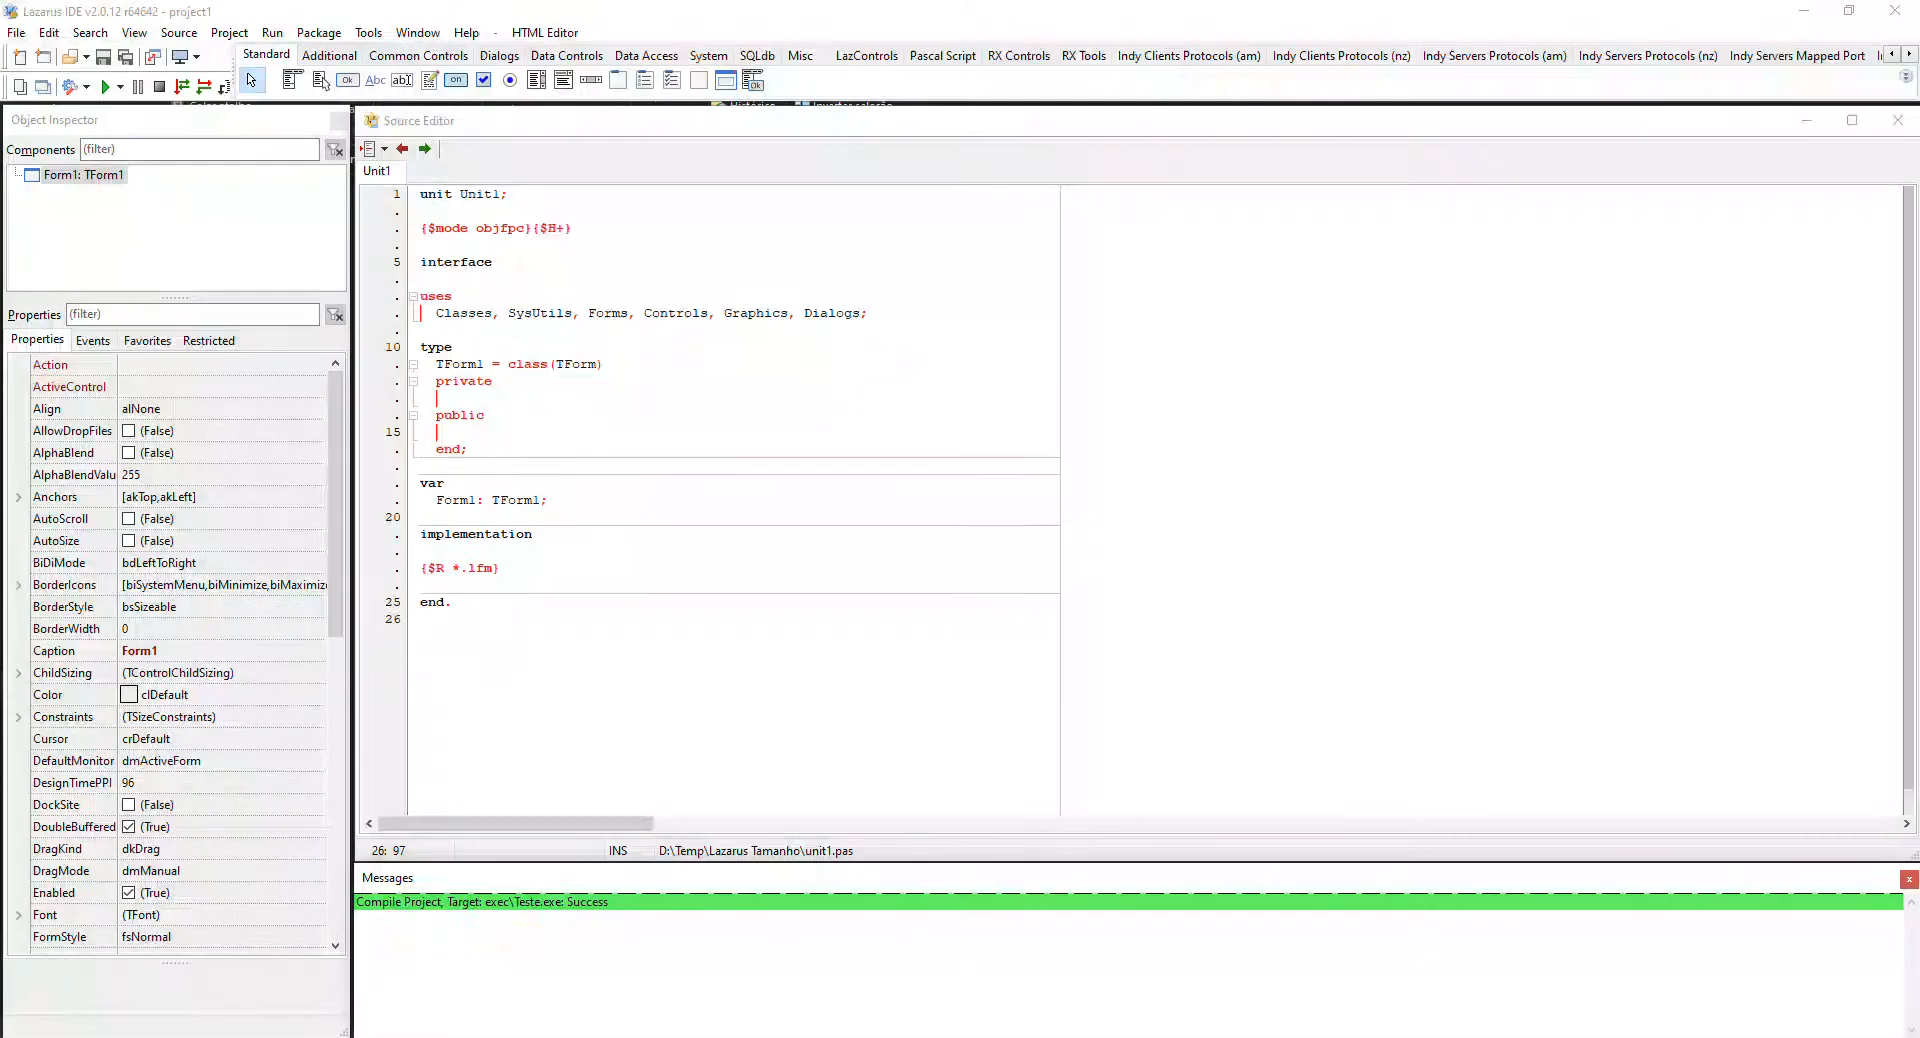 Lazarus IDE v2.0.12 r64642 - project1
File Edit Search View Source Project Run Package Tools Window Help - HTML Editor
Standard Additional Common Controls Dialogs Data Controls Data Access System SQLdb Misc LazControls Pascal Script RX Controls RX Tools Indy Clients Protocols (am) Indy Clients Protocols (nz) Indy Servers Protocols (am) Indy Servers Protocols (nz) Indy Servers Mapped Port
Ok Abc abI on Ok
Histórico Inverter seleção
Object Inspector
Components (filter)
Form1: TForm1
Properties (filter)
Properties Events Favorites Restricted
Action
ActiveControl
Align alNone
AllowDropFiles (False)
AlphaBlend (False)
AlphaBlendValu 255
Anchors [akTop,akLeft]
AutoScroll (False)
AutoSize (False)
BiDiMode bdLeftToRight
BorderIcons [biSystemMenu,biMinimize,biMaximize
BorderStyle bsSizeable
BorderWidth 0
Caption Form1
ChildSizing (TControlChildSizing)
Color clDefault
Constraints (TSizeConstraints)
Cursor crDefault
DefaultMonitor dmActiveForm
DesignTimePPI 96
DockSite (False)
DoubleBuffered (True)
DragKind dkDrag
DragMode dmManual
Enabled (True)
Font (TFont)
FormStyle fsNormal
Source Editor
Unit1
1 unit Unit1;
{$mode objfpc}{$H+}
5 interface
uses
Classes, SysUtils, Forms, Controls, Graphics, Dialogs;
10 type
TForm1 = class(TForm)
private
public
15
end;
var
Form1: TForm1;
20
implementation
{$R *.lfm}
25 end.
26
26: 97 INS D:\Temp\Lazarus Tamanho\unit1.pas
Messages
Compile Project, Target: exec\Teste.exe: Success